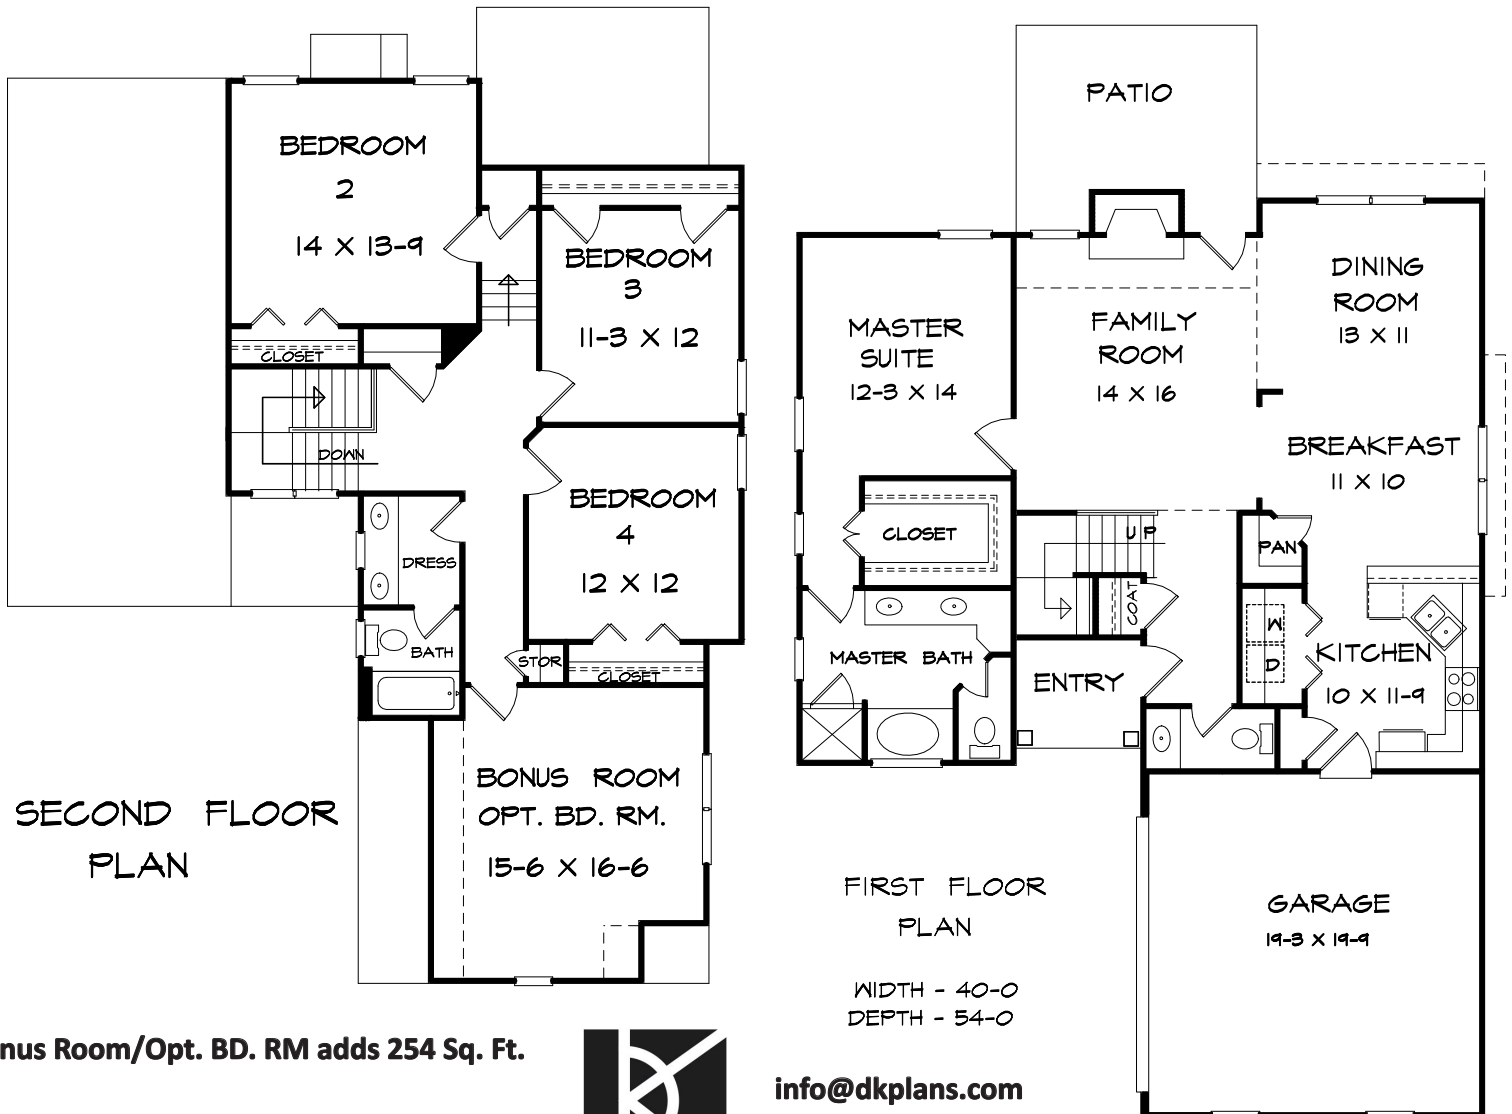 BEDROOM
2
14 X 13-9
CLOSET
DOWN
BEDROOM
3
11-3 X 12
BEDROOM
4
12 X 12
DRESS
BATH
STOR
CLOSET
BONUS ROOM
OPT. BD. RM.
15-6 X 16-6
SECOND FLOOR
PLAN
nus Room/Opt. BD. RM adds 254 Sq. Ft.
PATIO
MASTER
SUITE
12-3 X 14
FAMILY
ROOM
14 X 16
DINING
ROOM
13 X 11
BREAKFAST
11 X 10
CLOSET
UP
PAN
COAT
W
D
KITCHEN
10 X 11-9
MASTER BATH
ENTRY
GARAGE
19-3 X 19-9
FIRST FLOOR
PLAN
WIDTH - 40-0
DEPTH - 54-0
info@dkplans.com